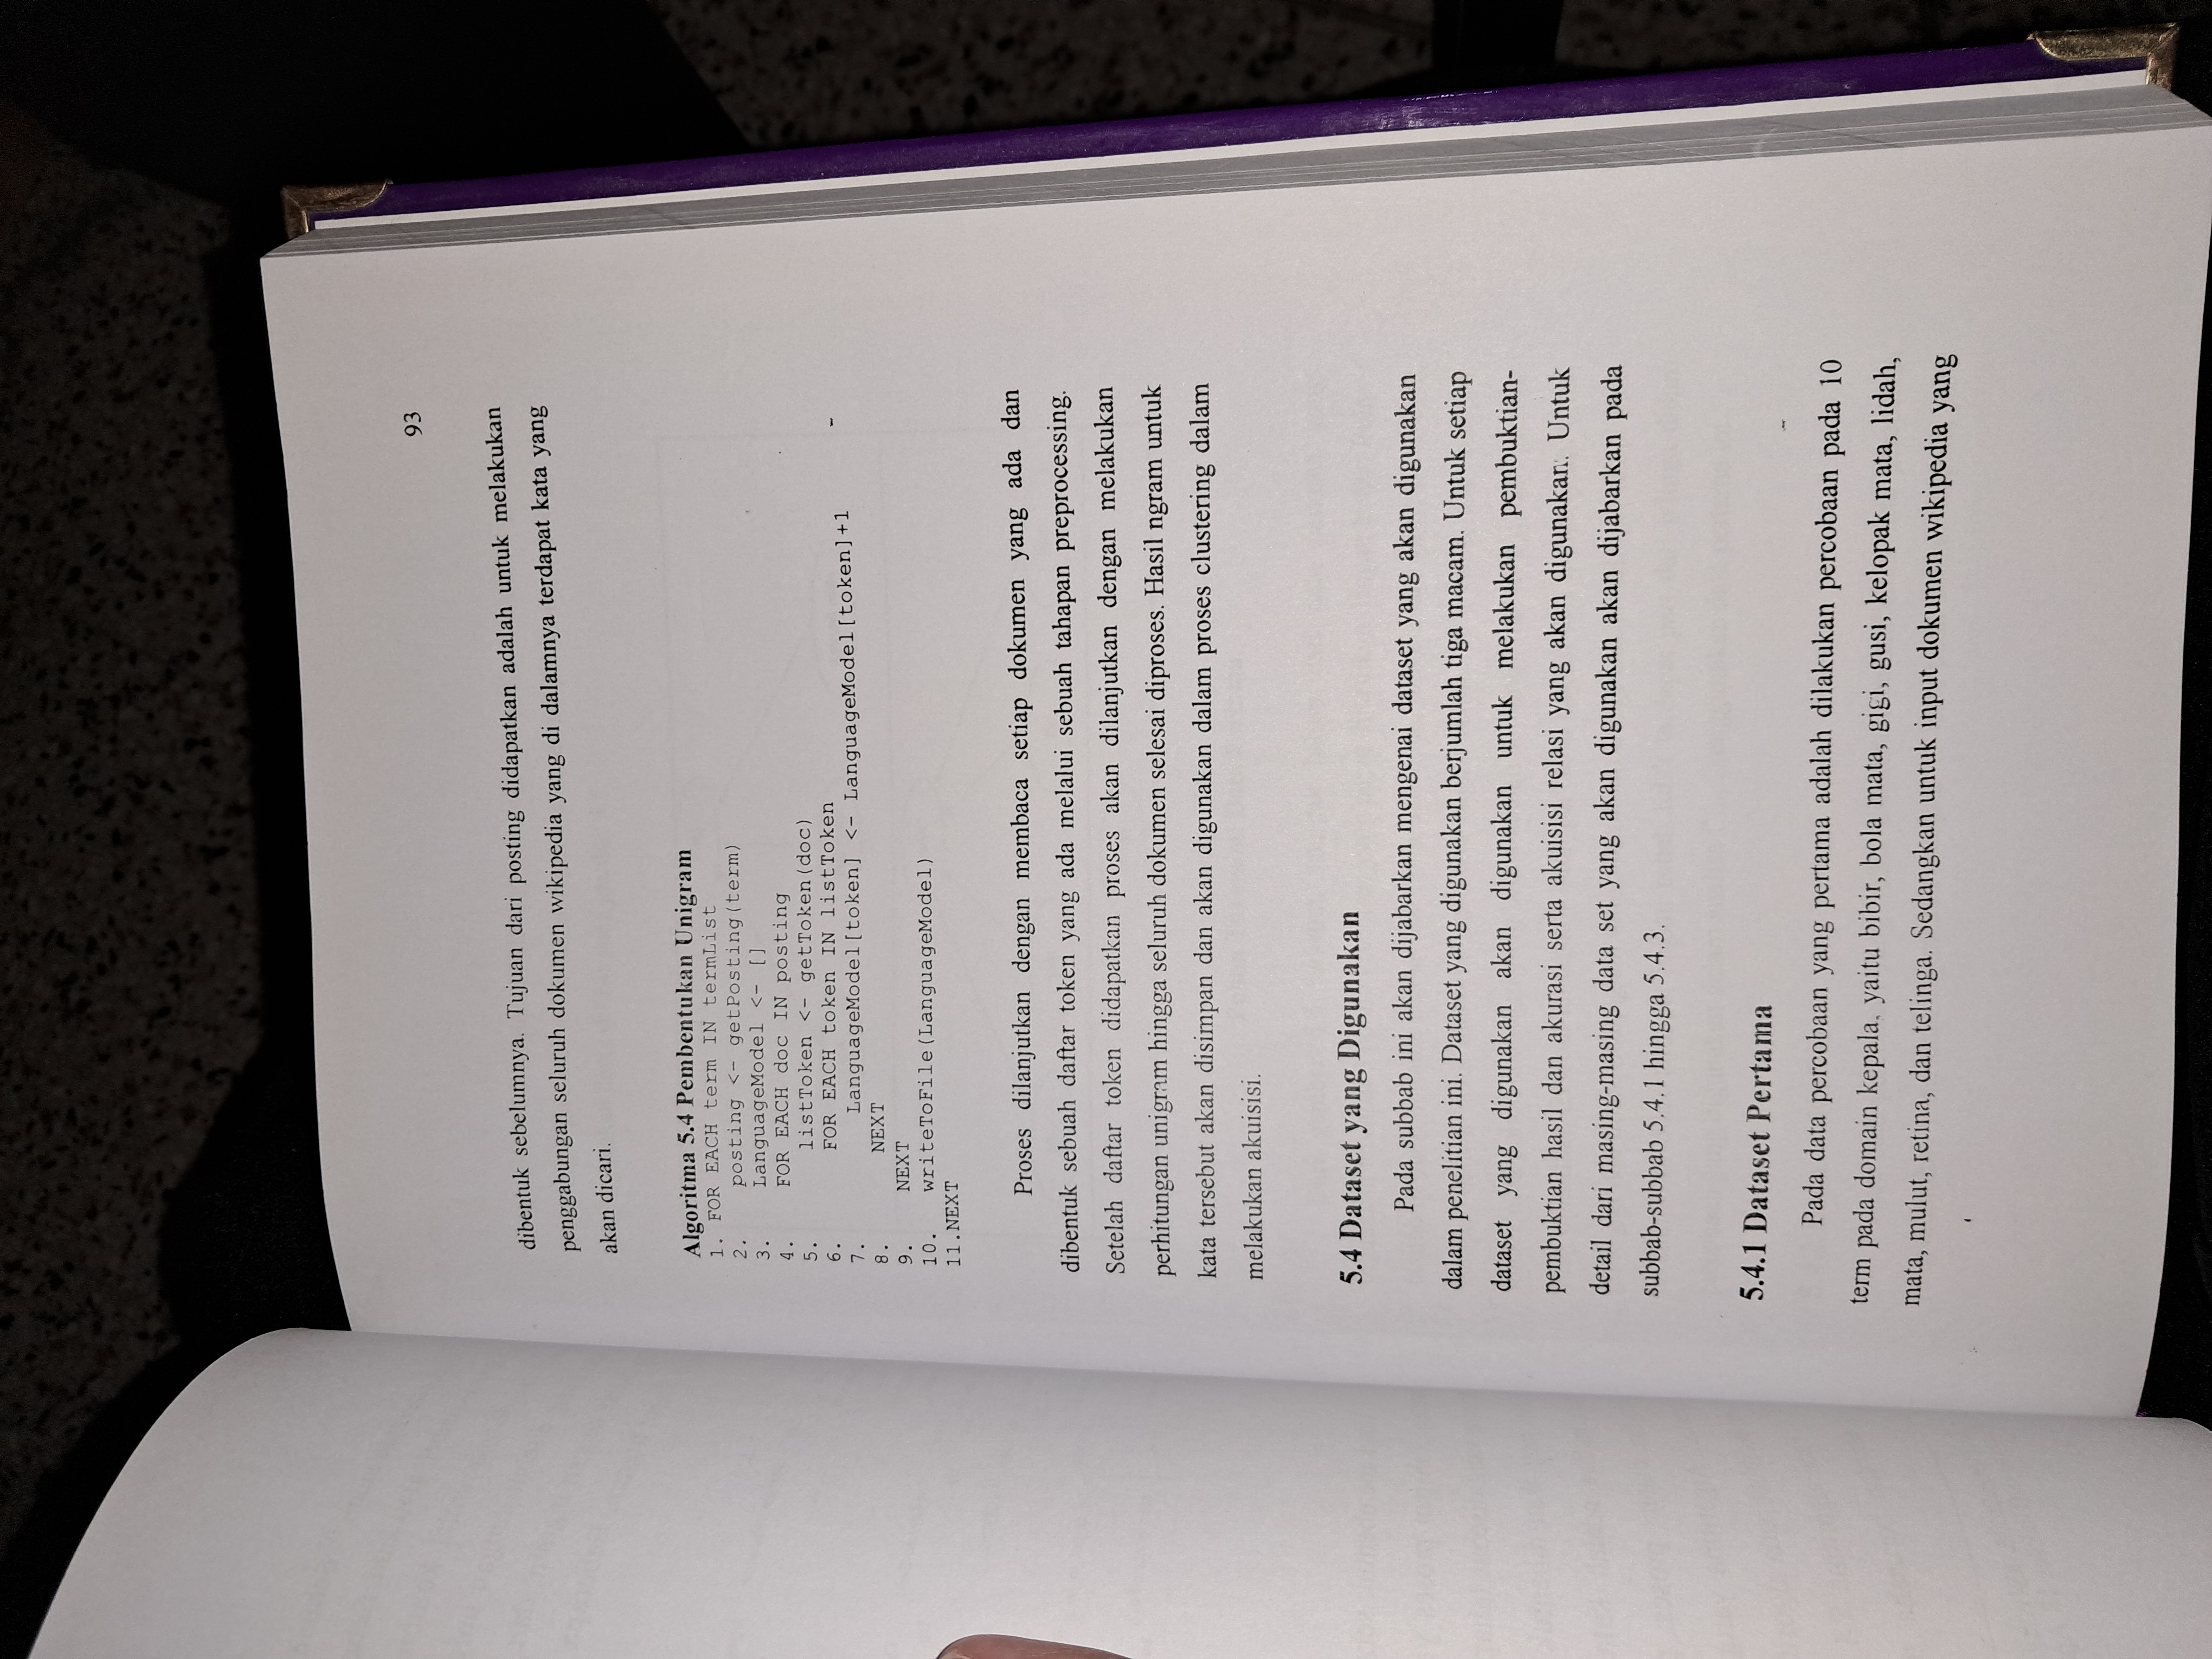 93
dibentuk sebelumnya. Tujuan dari posting didapatkan adalah untuk melakukan
penggabungan seluruh dokumen wikipedia yang di dalamnya terdapat kata yang
akan dicari.
Algoritma 5.4 Pembentukan Unigram
1. FOR EACH term IN termList
2. posting <- getPosting(term)
3. LanguageModel <- []
4. FOR EACH doc IN posting
5. listToken <- getToken(doc)
6. FOR EACH token IN listToken
7. LanguageModel[token] <- LanguageModel[token]+1
8. NEXT
9. NEXT
10. writeToFile(LanguageModel)
11.NEXT
Proses dilanjutkan dengan membaca setiap dokumen yang ada dan
dibentuk sebuah daftar token yang ada melalui sebuah tahapan preprocessing.
Setelah daftar token didapatkan proses akan dilanjutkan dengan melakukan
perhitungan unigram hingga seluruh dokumen selesai diproses. Hasil ngram untuk
kata tersebut akan disimpan dan akan digunakan dalam proses clustering dalam
melakukan akuisisi.
5.4 Dataset yang Digunakan
Pada subbab ini akan dijabarkan mengenai dataset yang akan digunakan
dalam penelitian ini. Dataset yang digunakan berjumlah tiga macam. Untuk setiap
dataset yang digunakan akan digunakan untuk melakukan pembuktian-
pembuktian hasil dan akurasi serta akuisisi relasi yang akan digunakan. Untuk
detail dari masing-masing data set yang akan digunakan akan dijabarkan pada
subbab-subbab 5.4.1 hingga 5.4.3.
5.4.1 Dataset Pertama
Pada data percobaan yang pertama adalah dilakukan percobaan pada 10
term pada domain kepala, yaitu bibir, bola mata, gigi, gusi, kelopak mata, lidah,
mata, mulut, retina, dan telinga. Sedangkan untuk input dokumen wikipedia yang